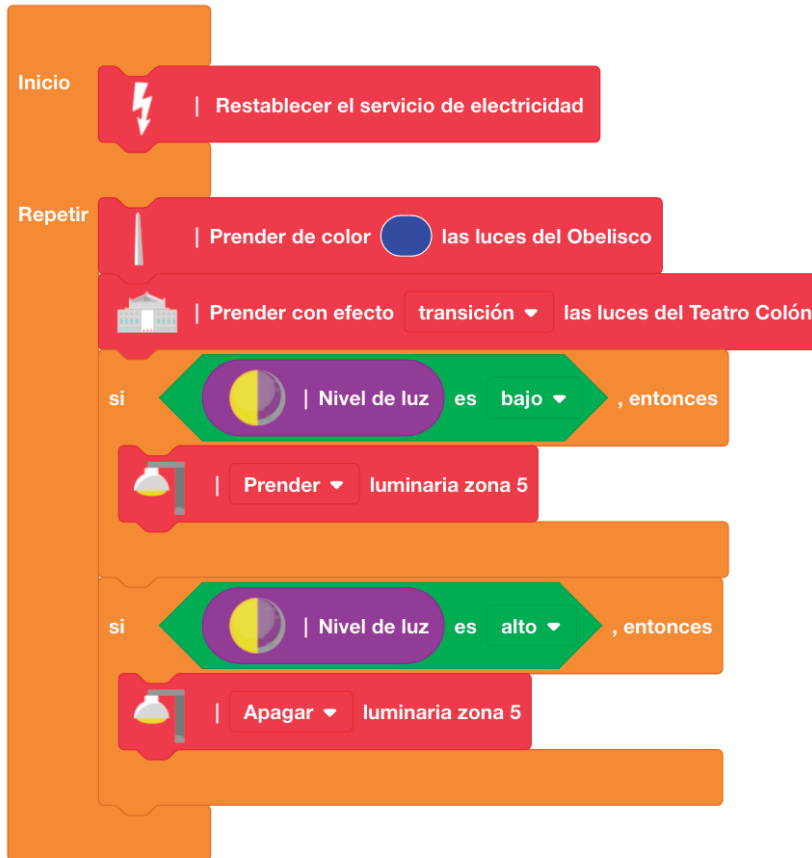 Inicio
| Restablecer el servicio de electricidad
Repetir
| Prender de color las luces del Obelisco
| Prender con efecto transición las luces del Teatro Colón
si | Nivel de luz es bajo , entonces
| Prender luminaria zona 5
si | Nivel de luz es alto , entonces
| Apagar luminaria zona 5